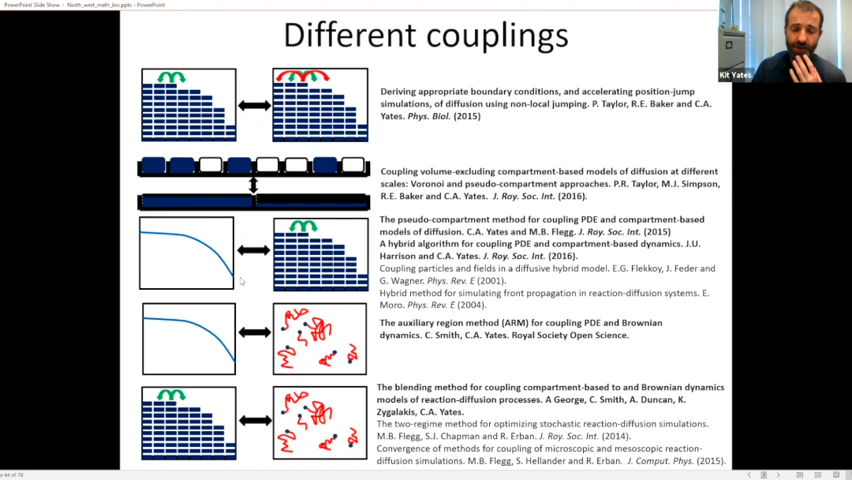 PowerPoint Slide Show - North_west_math_bio.pptx - PowerPoint
Different couplings
Kit Yates
Deriving appropriate boundary conditions, and accelerating position-jump
simulations, of diffusion using non-local jumping. P. Taylor, R.E. Baker and C.A.
Yates. Phys. Biol. (2015)
Coupling volume-excluding compartment-based models of diffusion at different
scales: Voronoi and pseudo-compartment approaches. P.R. Taylor, M.J. Simpson,
R.E. Baker and C.A. Yates. J. Roy. Soc. Int. (2016).
The pseudo-compartment method for coupling PDE and compartment-based
models of diffusion. C.A. Yates and M.B. Flegg. J. Roy. Soc. Int. (2015)
A hybrid algorithm for coupling PDE and compartment-based dynamics. J.U.
Harrison and C.A. Yates. J. Roy. Soc. Int. (2016).
Coupling particles and fields in a diffusive hybrid model. E.G. Flekkoy, J. Feder and
G. Wagner. Phys. Rev. E (2001).
Hybrid method for simulating front propagation in reaction-diffusion systems. E.
Moro. Phys. Rev. E (2004).
The auxiliary region method (ARM) for coupling PDE and Brownian
dynamics. C. Smith, C.A. Yates. Royal Society Open Science.
The blending method for coupling compartment-based to and Brownian dynamics
models of reaction-diffusion processes. A George, C. Smith, A. Duncan, K.
Zygalakis, C.A. Yates.
The two-regime method for optimizing stochastic reaction-diffusion simulations.
M.B. Flegg, S.J. Chapman and R. Erban. J. Roy. Soc. Int. (2014).
Convergence of methods for coupling of microscopic and mesoscopic reaction-
diffusion simulations. M.B. Flegg, S. Hellander and R. Erban. J. Comput. Phys. (2015).
44 of 78